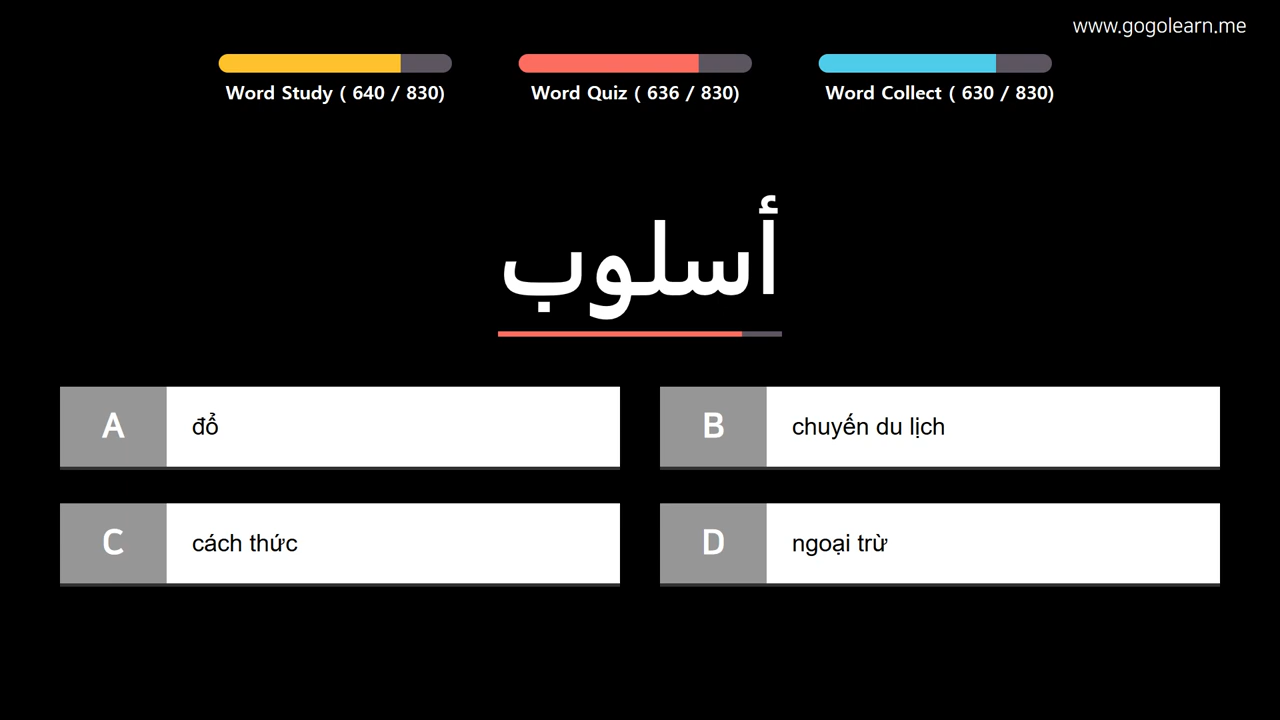 www.gogolearn.me
Word Study ( 640 / 830)
Word Quiz ( 636 / 830)
Word Collect ( 630 / 830)
أسلوب
A đổ
B chuyến du lịch
C cách thức
D ngoại trừ